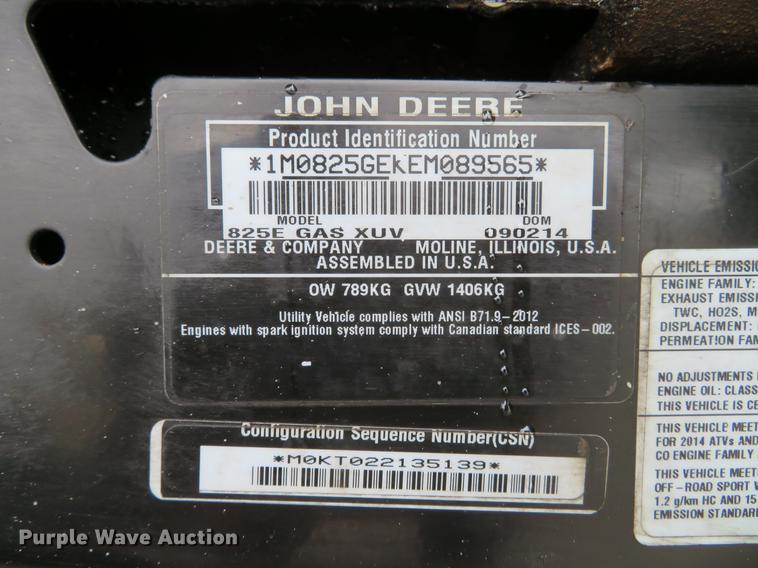 JOHN DEERE
Product Identification Number
*1M0825GEKEM089565*
MODEL DOM
825E GAS XUV 090214
DEERE & COMPANY MOLINE, ILLINOIS, U.S.A.
ASSEMBLED IN U.S.A.
OW 789KG GVW 1406KG
Utility Vehicle complies with ANSI B71.9-2012
Engines with spark ignition system comply with Canadian standard ICES-002.
Configuration Sequence Number(CSN)
*M0KT022135139*
VEHICLE EMISSIO
ENGINE FAMILY:
EXHAUST EMISS
TWC, HO2S, M
DISPLACEMENT:
PERMEATION FAM
NO ADJUSTMENTS
ENGINE OIL: CLASS
THIS VEHICLE IS CE
THIS VEHICLE MEET
FOR 2014 ATVs AND
CO ENGINE FAMILY
THIS VEHICLE MEETS
OFF-ROAD SPORT V
1.2 g/km HC AND 15
EMISSION STANDAR
Purple Wave Auction